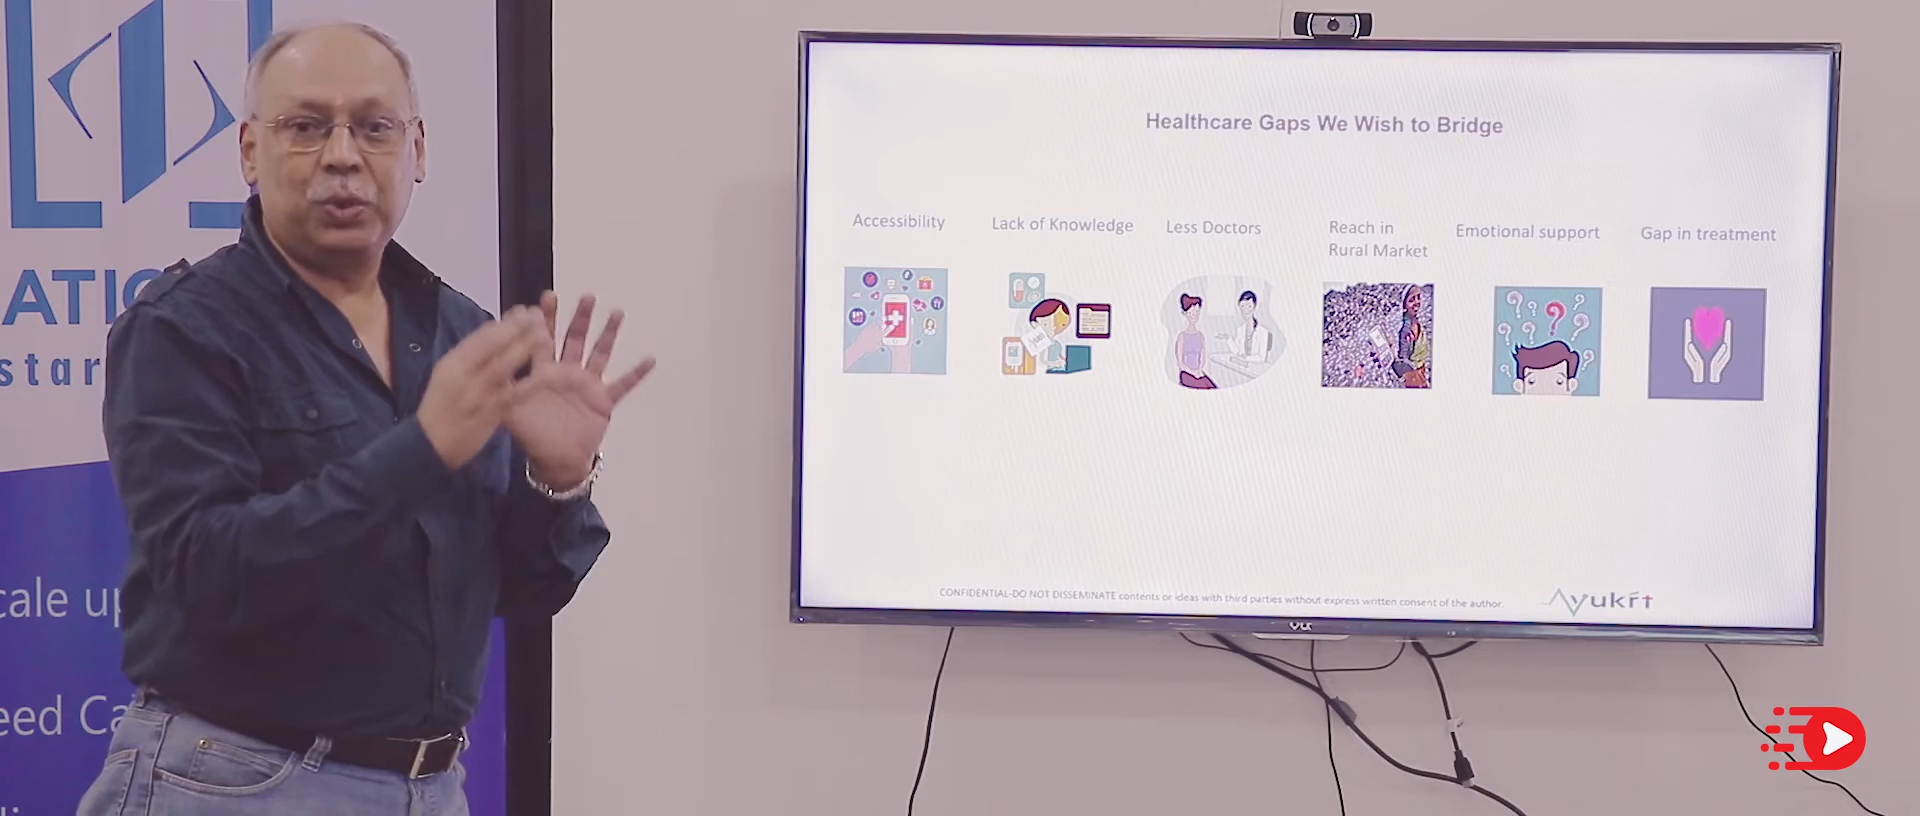 ATIO
star
cale up
eed Ca
Healthcare Gaps We Wish to Bridge
Accessibility
Lack of Knowledge
Less Doctors
Reach in
Rural Market
Emotional support
Gap in treatment
CONFIDENTIAL-DO NOT DISSEMINATE contents or ideas with third parties without express written consent of the author.
Ayukrt